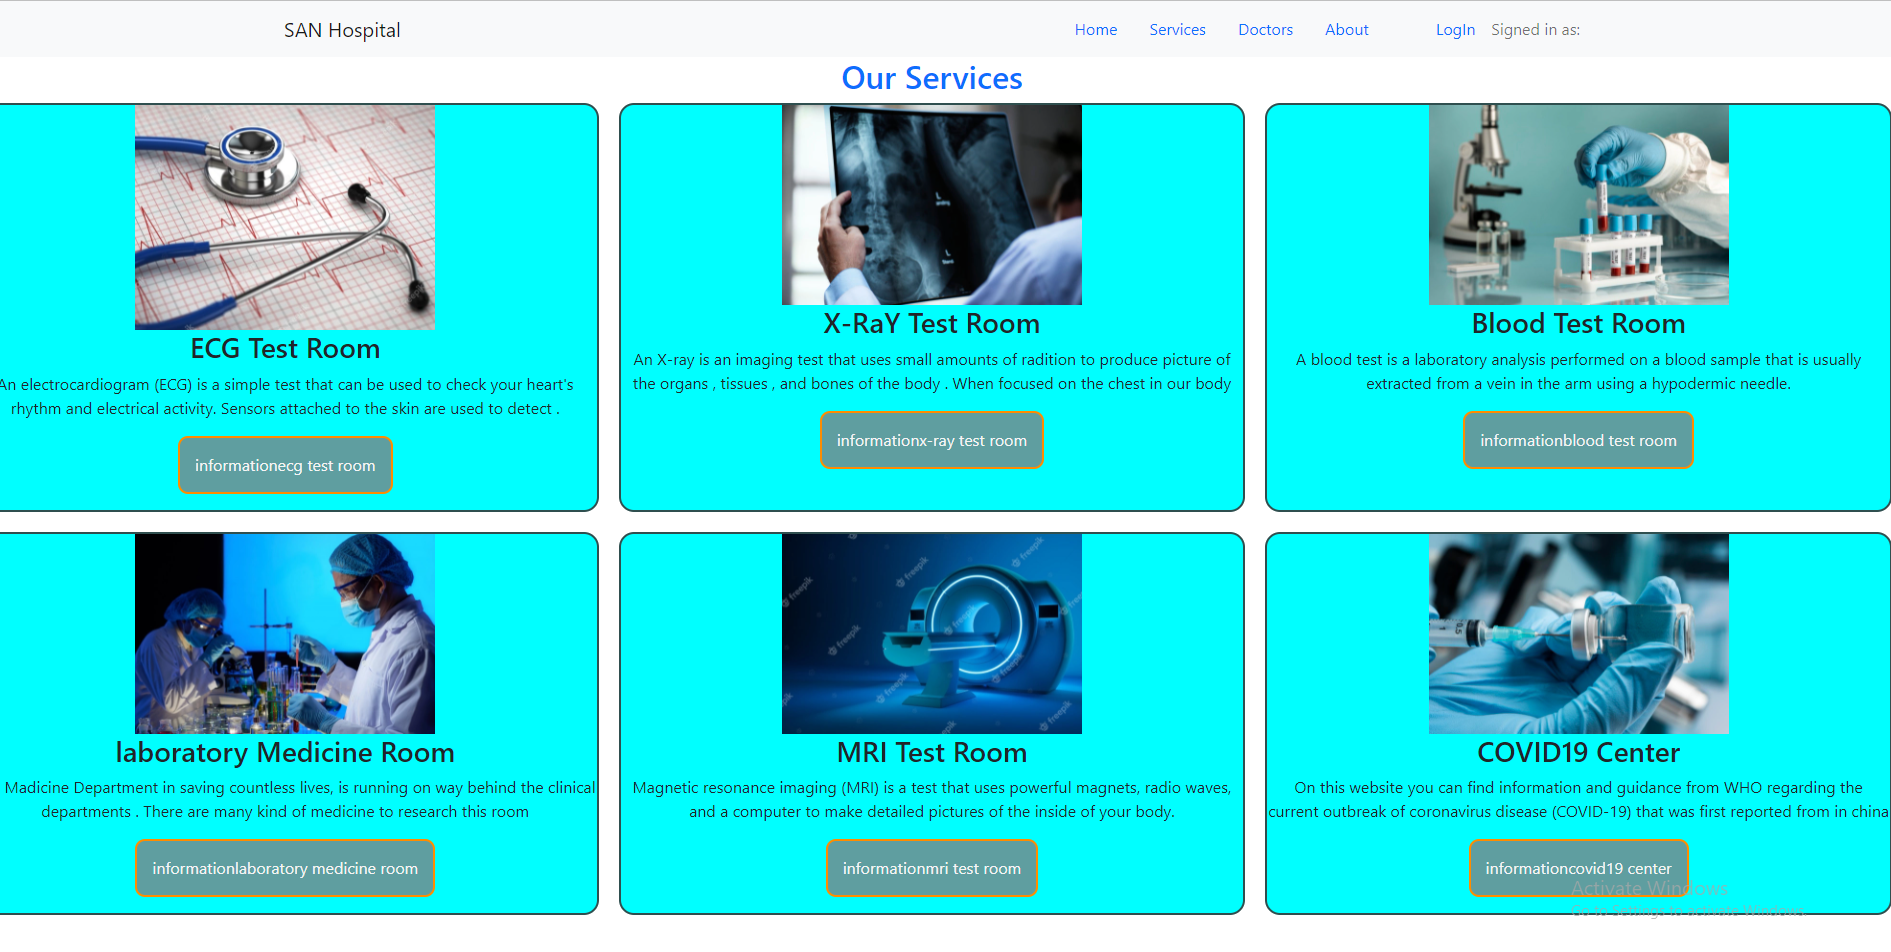 SAN Hospital
Home Services Doctors About LogIn Signed in as:
Our Services
ECG Test Room
An electrocardiogram (ECG) is a simple test that can be used to check your heart's
rhythm and electrical activity. Sensors attached to the skin are used to detect .
informationecg test room
X-RaY Test Room
An X-ray is an imaging test that uses small amounts of radition to produce picture of
the organs , tissues , and bones of the body . When focused on the chest in our body
informationx-ray test room
Blood Test Room
A blood test is a laboratory analysis performed on a blood sample that is usually
extracted from a vein in the arm using a hypodermic needle.
informationblood test room
laboratory Medicine Room
Madicine Department in saving countless lives, is running on way behind the clinical
departments . There are many kind of medicine to research this room
informationlaboratory medicine room
freepik
freepik
freepik
freepik
freepik
freepik
freepik
MRI Test Room
Magnetic resonance imaging (MRI) is a test that uses powerful magnets, radio waves,
and a computer to make detailed pictures of the inside of your body.
informationmri test room
COVID19 Center
On this website you can find information and guidance from WHO regarding the
current outbreak of coronavirus disease (COVID-19) that was first reported from in china
informationcovid19 center
Activate Windows
Go to Settings to activate Windows.